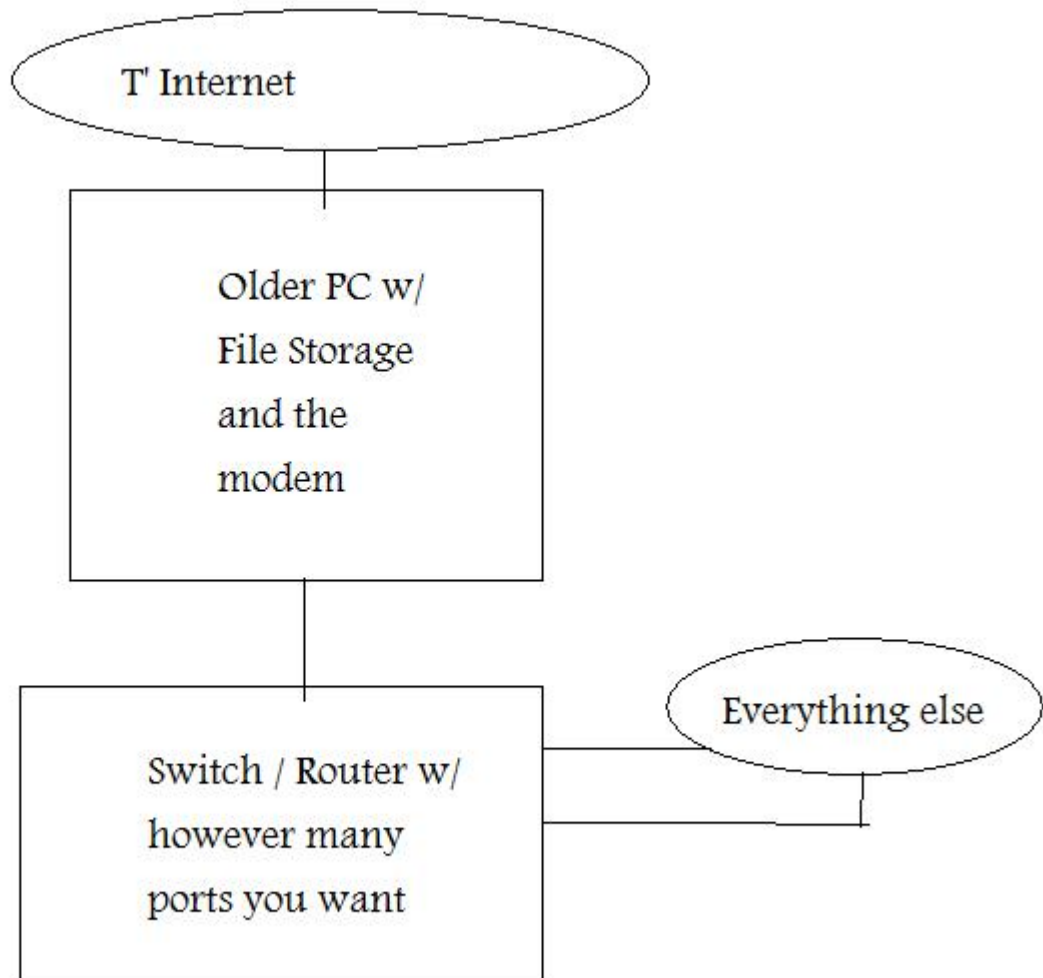 T' Internet
Older PC w/
File Storage
and the
modem
Switch / Router w/
however many
ports you want
Everything else